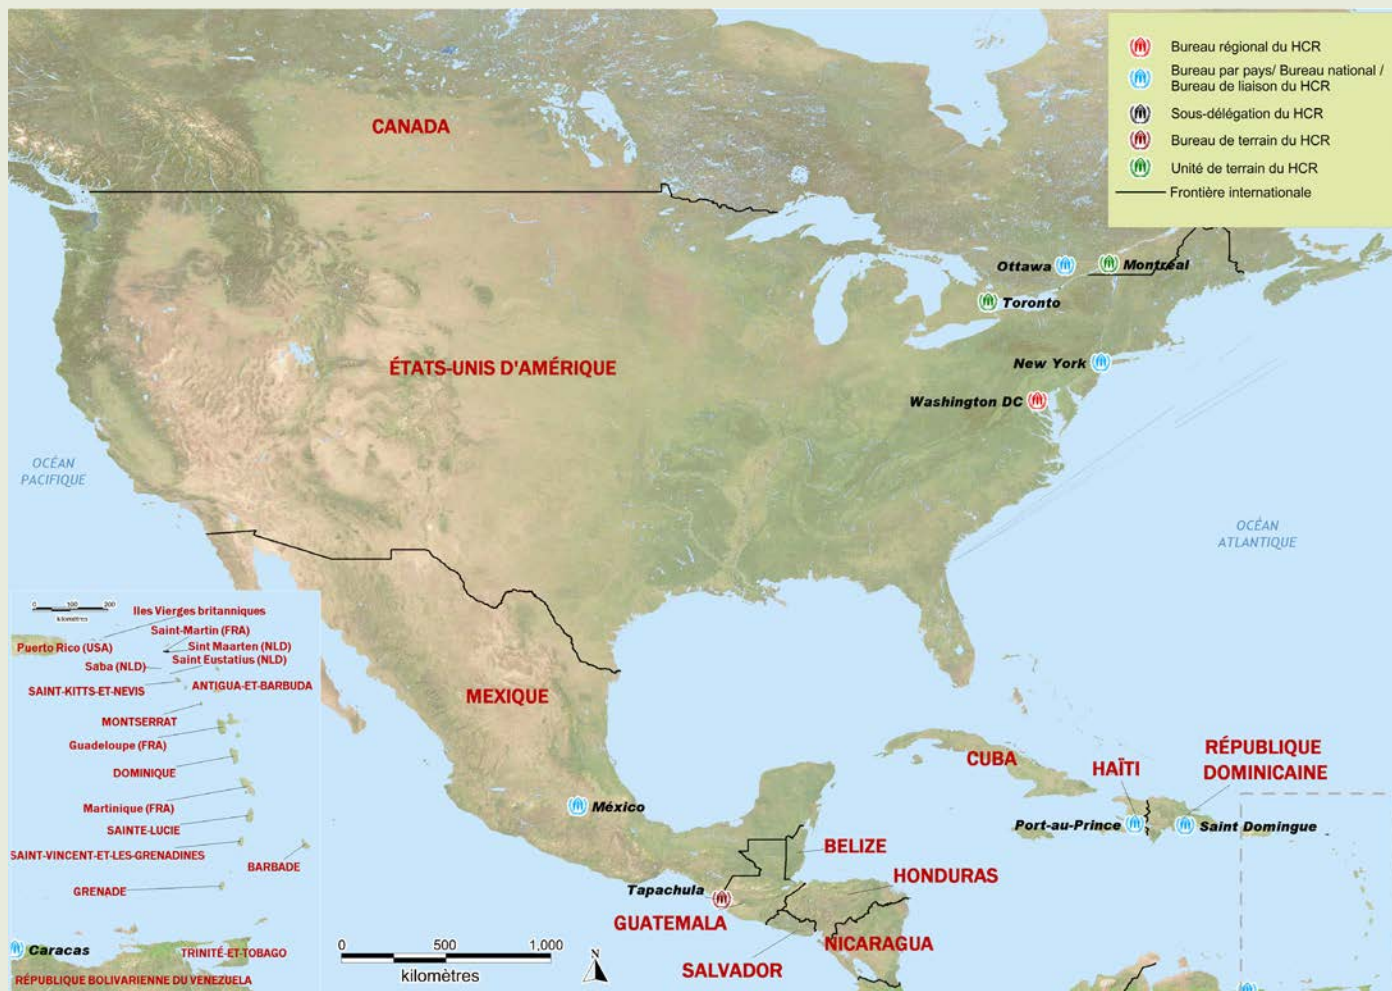 Bureau régional du HCR
Bureau par pays/ Bureau national /
Bureau de liaison du HCR
Sous-délégation du HCR
Bureau de terrain du HCR
Unité de terrain du HCR
Frontière internationale
CANADA
Ottawa
Montréal
Toronto
ÉTATS-UNIS D'AMÉRIQUE
New York
Washington DC
OCÉAN
PACIFIQUE
OCÉAN
ATLANTIQUE
MEXIQUE
México
CUBA
HAÏTI
RÉPUBLIQUE
DOMINICAINE
Port-au-Prince
Saint Domingue
BELIZE
Tapachula
HONDURAS
GUATEMALA
NICARAGUA
SALVADOR
0 500 1,000
kilomètres
N
0 100 200
kilomètres
Iles Vierges britanniques
Saint-Martin (FRA)
Puerto Rico (USA)
Sint Maarten (NLD)
Saint Eustatius (NLD)
Saba (NLD)
SAINT-KITTS-ET-NEVIS
ANTIGUA-ET-BARBUDA
MONTSERRAT
Guadeloupe (FRA)
DOMINIQUE
Martinique (FRA)
SAINTE-LUCIE
SAINT-VINCENT-ET-LES-GRENADINES
BARBADE
GRENADE
Caracas
TRINITÉ-ET-TOBAGO
RÉPUBLIQUE BOLIVARIENNE DU VENEZUELA